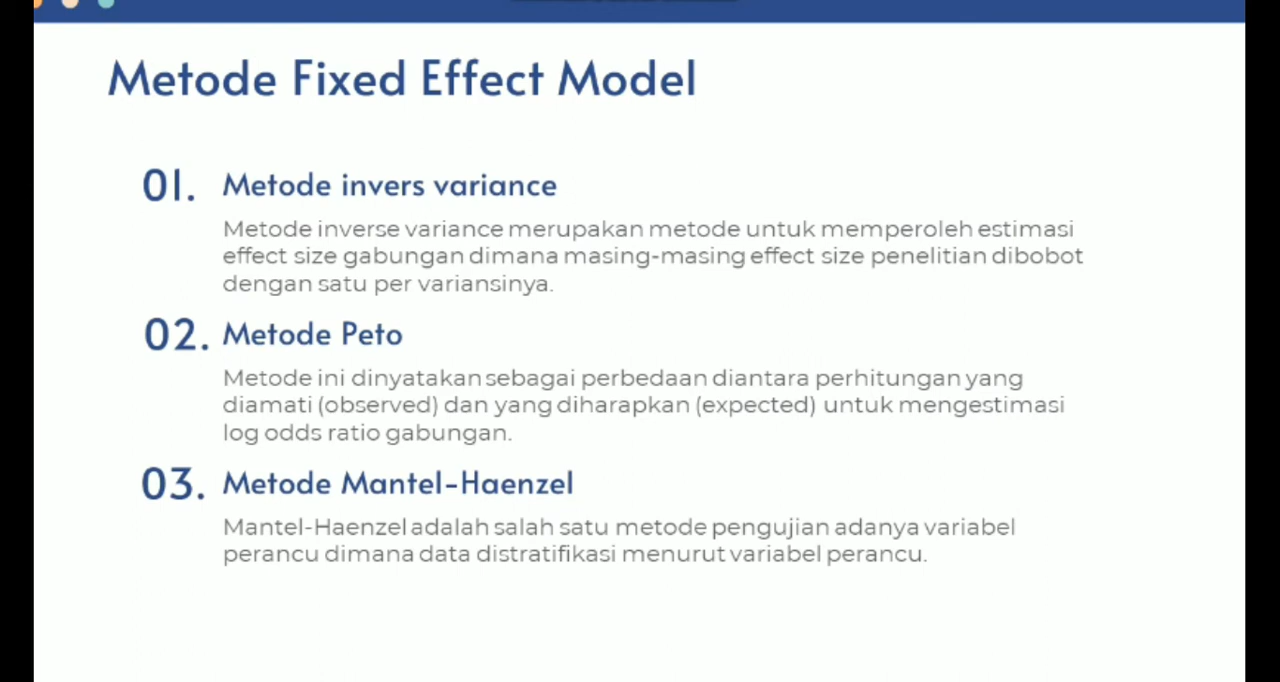 Metode Fixed Effect Model
01. Metode invers variance
Metode inverse variance merupakan metode untuk memperoleh estimasi
effect size gabungan dimana masing-masing effect size penelitian dibobot
dengan satu per variansinya.
02. Metode Peto
Metode ini dinyatakan sebagai perbedaan diantara perhitungan yang
diamati (observed) dan yang diharapkan (expected) untuk mengestimasi
log odds ratio gabungan.
03. Metode Mantel-Haenzel
Mantel-Haenzel adalah salah satu metode pengujian adanya variabel
perancu dimana data distratifikasi menurut variabel perancu.